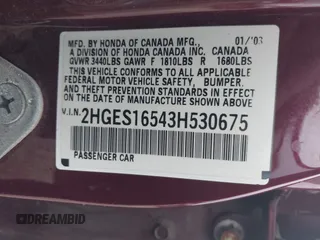 MFD. BY HONDA OF CANADA MFG., 01/'03
A DIVISION OF HONDA CANADA INC. CANADA
GVWR 3440LBS GAWR F 1810LBS R 1680LBS
THIS VEHICLE CONFORMS TO ALL APPLICABLE
FEDERAL MOTOR VEHICLE SAFETY, BUMPER,
AND THEFT PREVENTION STANDARDS IN EFFECT
ON THE DATE OF MANUFACTURE SHOWN ABOVE.
V.I.N. 2HGES16543H530675
PASSENGER CAR
DREAMBID